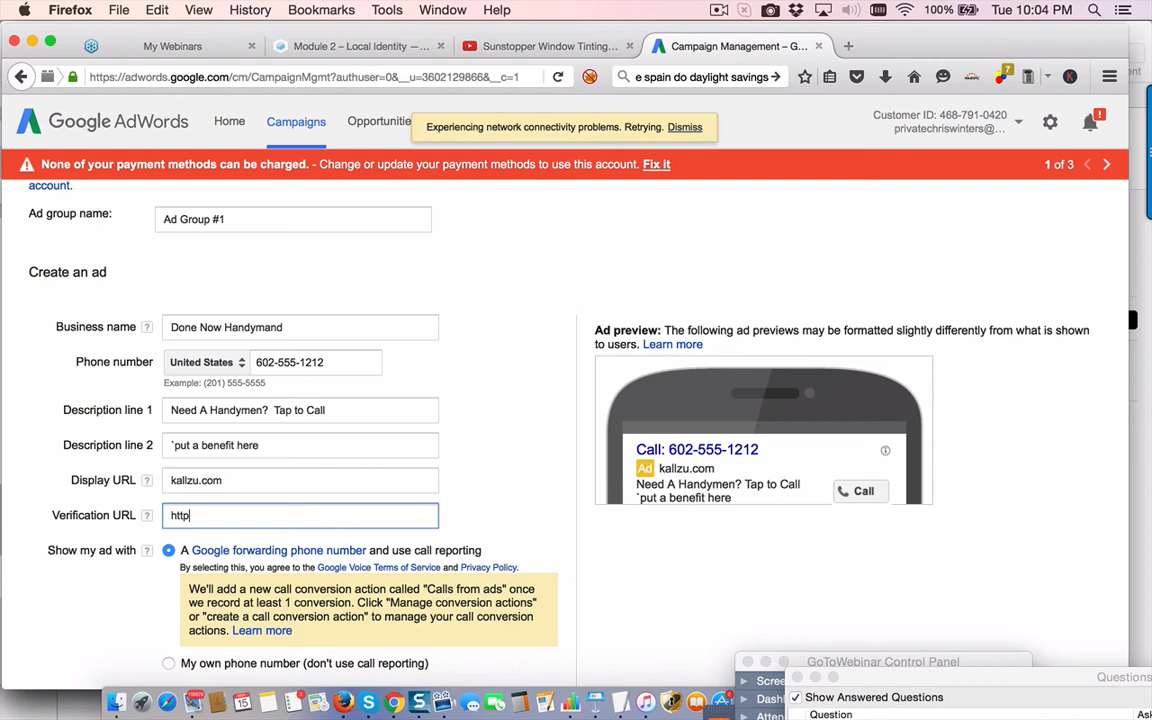 Firefox File Edit View History Bookmarks Tools Window Help 100% Tue 10:04 PM
My Webinars Module 2 – Local Identity —... Sunstopper Window Tinting... Campaign Management – G...
https://adwords.google.com/cm/CampaignMgmt?authuser=0&__u=3602129866&__c=1 e spain do daylight savings
Google AdWords Home Campaigns Opportunitie Experiencing network connectivity problems. Retrying. Dismiss Customer ID: 468-791-0420
privatechriswinters@...
None of your payment methods can be charged. - Change or update your payment methods to use this account. Fix it 1 of 3
account.
Ad group name: Ad Group #1
Create an ad
Business name ? Done Now Handymand
Ad preview: The following ad previews may be formatted slightly differently from what is shown
to users. Learn more
Phone number United States 602-555-1212
Example: (201) 555-5555
Description line 1 Need A Handymen? Tap to Call
Description line 2 `put a benefit here
Display URL ? kallzu.com
Verification URL ? http
Call: 602-555-1212
Ad kallzu.com
Need A Handymen? Tap to Call
`put a benefit here
Call
Show my ad with ? A Google forwarding phone number and use call reporting
By selecting this, you agree to the Google Voice Terms of Service and Privacy Policy.
We'll add a new call conversion action called "Calls from ads" once
we record at least 1 conversion. Click "Manage conversion actions"
or "create a call conversion action" to manage your call conversion
actions. Learn more
My own phone number (don't use call reporting)
GoToWebinar Control Panel
Scree
Dash
Atten
Questions
Show Answered Questions
Question As